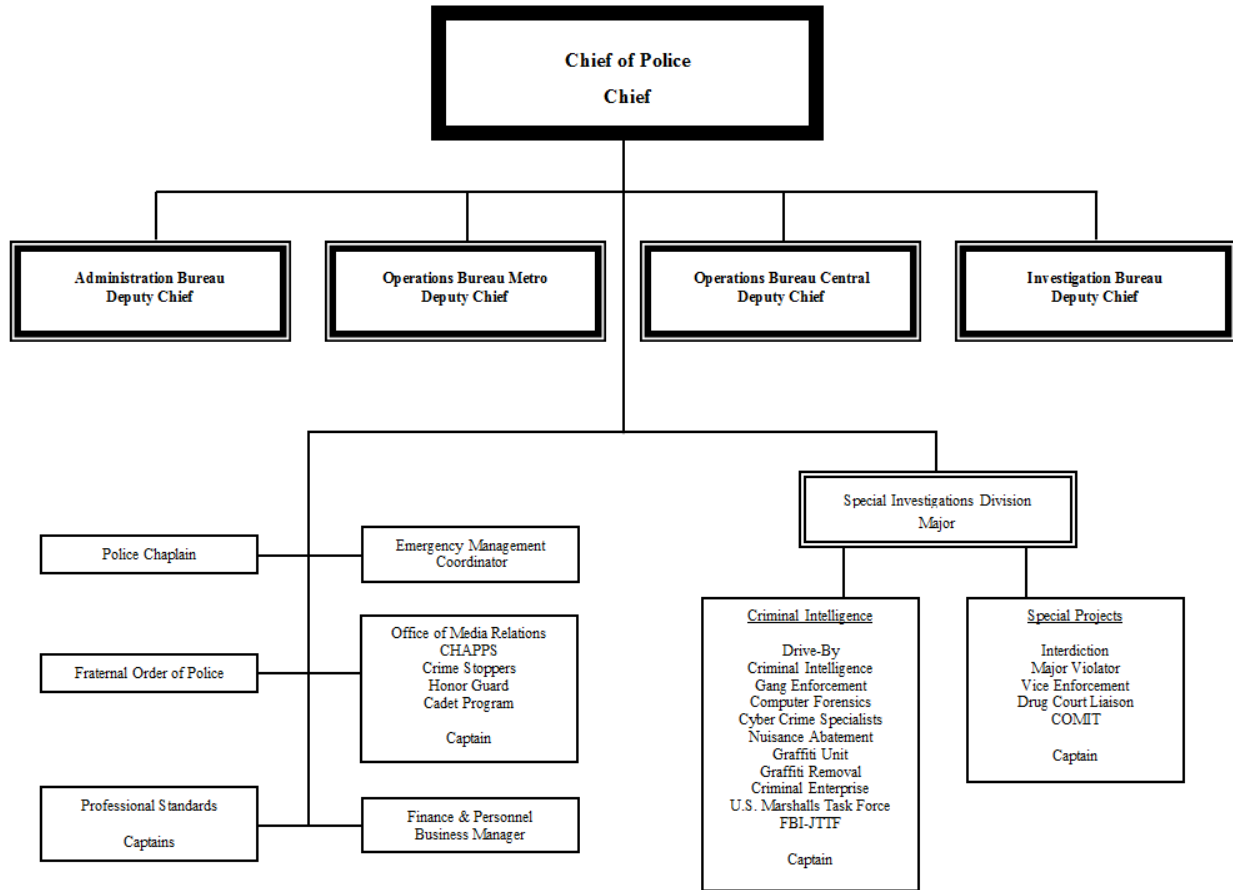 Chief of Police
Chief
Administration Bureau
Deputy Chief
Operations Bureau Metro
Deputy Chief
Operations Bureau Central
Deputy Chief
Investigation Bureau
Deputy Chief
Special Investigations Division
Major
Police Chaplain
Emergency Management
Coordinator
Fraternal Order of Police
Office of Media Relations
CHAPPS
Crime Stoppers
Honor Guard
Cadet Program
Captain
Professional Standards
Captains
Finance & Personnel
Business Manager
Criminal Intelligence
Drive-By
Criminal Intelligence
Gang Enforcement
Computer Forensics
Cyber Crime Specialists
Nuisance Abatement
Graffiti Unit
Graffiti Removal
Criminal Enterprise
U.S. Marshalls Task Force
FBI-JTTF
Captain
Special Projects
Interdiction
Major Violator
Vice Enforcement
Drug Court Liaison
COMIT
Captain